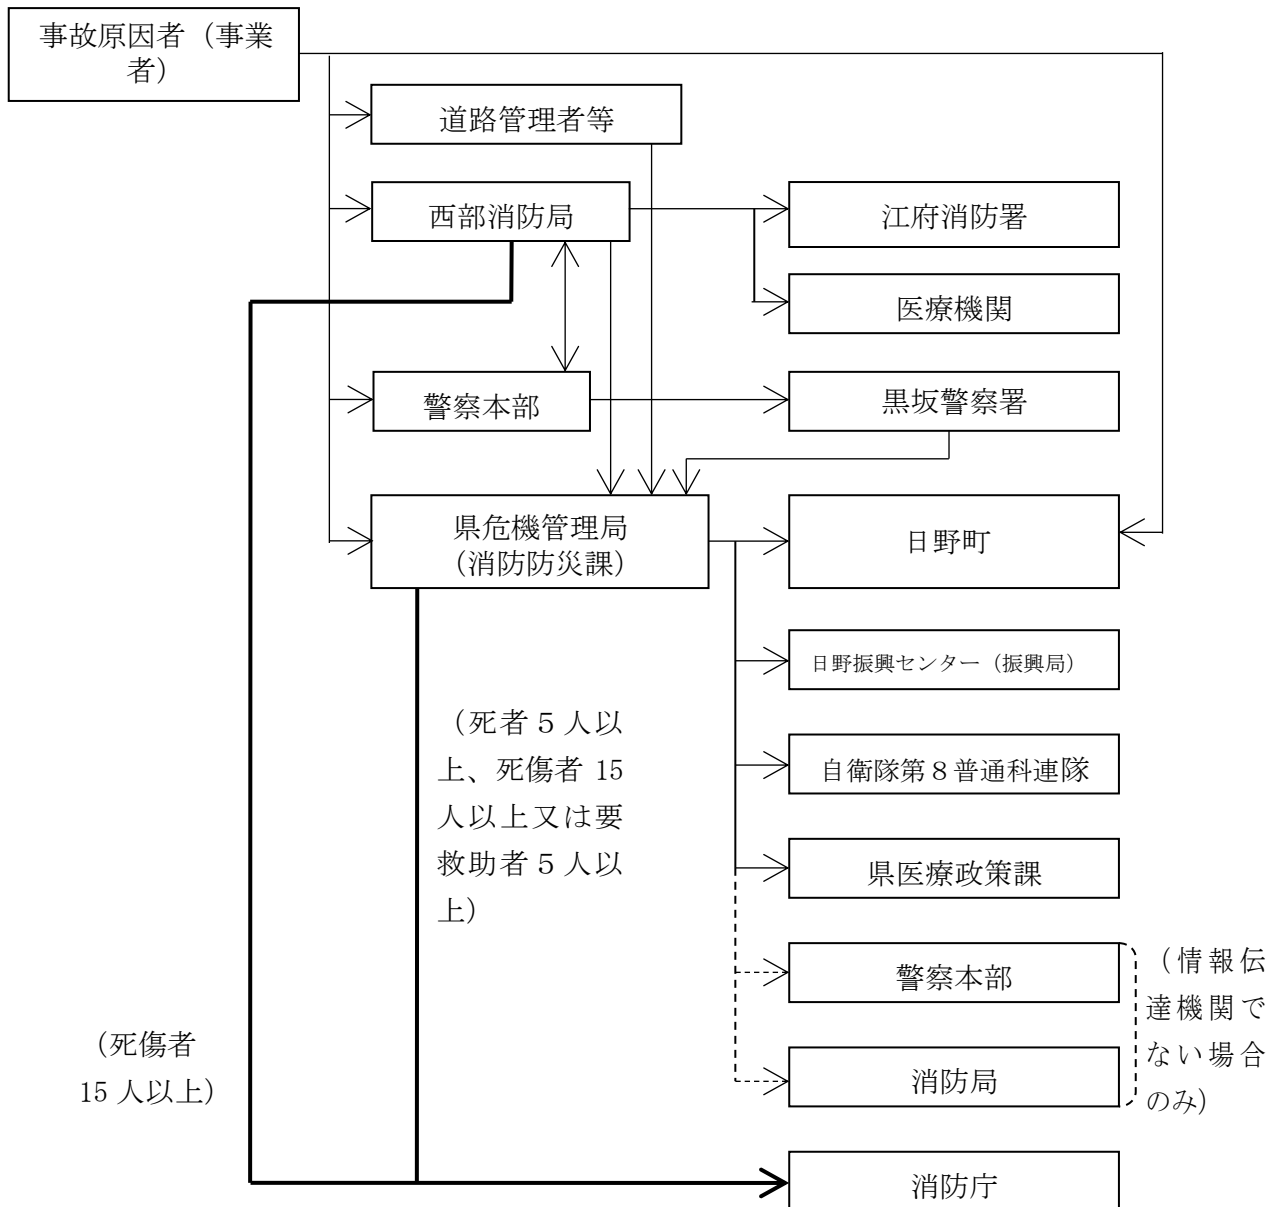 事故原因者（事業
者）
道路管理者等
西部消防局
江府消防署
医療機関
警察本部
黒坂警察署
県危機管理局
（消防防災課）
日野町
日野振興センター（振興局）
（死者５人以
上、死傷者 15
人以上又は要
救助者５人以
上）
自衛隊第８普通科連隊
県医療政策課
警察本部
（情報伝
達機関で
ない場合
のみ）
消防局
（死傷者
15 人以上）
消防庁